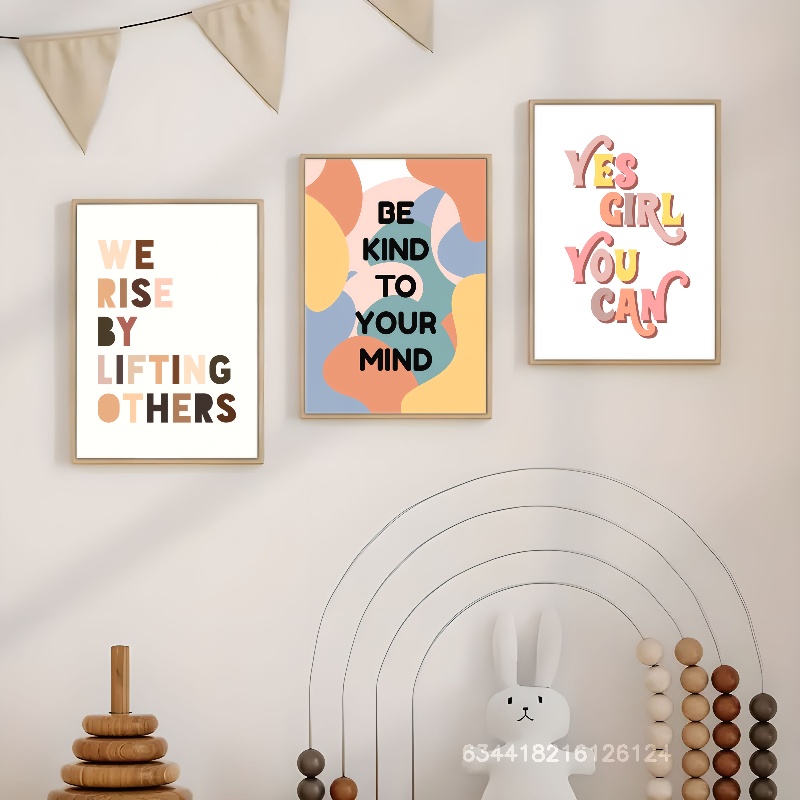 WE
RISE
BY
LIFTING
OTHERS
BE
KIND
TO
YOUR
MIND
YES
GIRL
YOU
CAN
634418216126124